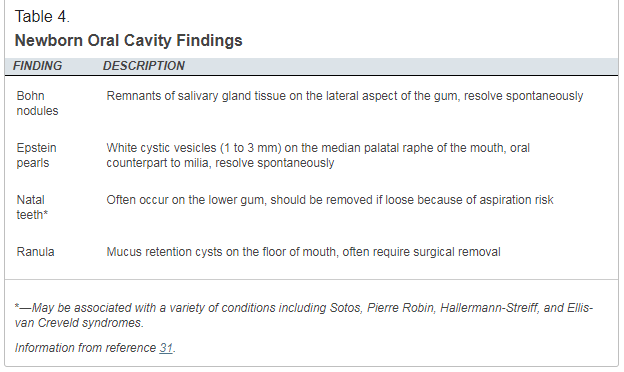 Table 4.
Newborn Oral Cavity Findings
FINDING DESCRIPTION
Bohn nodules Remnants of salivary gland tissue on the lateral aspect of the gum, resolve spontaneously
Epstein pearls White cystic vesicles (1 to 3 mm) on the median palatal raphe of the mouth, oral
counterpart to milia, resolve spontaneously
Natal teeth* Often occur on the lower gum, should be removed if loose because of aspiration risk
Ranula Mucus retention cysts on the floor of mouth, often require surgical removal
*—May be associated with a variety of conditions including Sotos, Pierre Robin, Hallermann-Streiff, and Ellis-
van Creveld syndromes.
Information from reference 31.